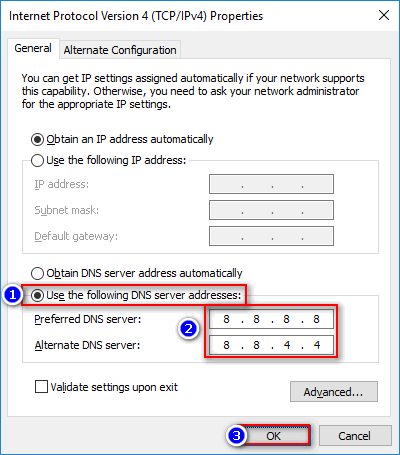 Internet Protocol Version 4 (TCP/IPv4) Properties
General Alternate Configuration
You can get IP settings assigned automatically if your network supports
this capability. Otherwise, you need to ask your network administrator
for the appropriate IP settings.
Obtain an IP address automatically
Use the following IP address:
IP address: . . .
Subnet mask: . . .
Default gateway: . . .
Obtain DNS server address automatically
1 Use the following DNS server addresses:
Preferred DNS server: 8 . 8 . 8 . 8
2
Alternate DNS server: 8 . 8 . 4 . 4
Validate settings upon exit
Advanced...
3 OK Cancel